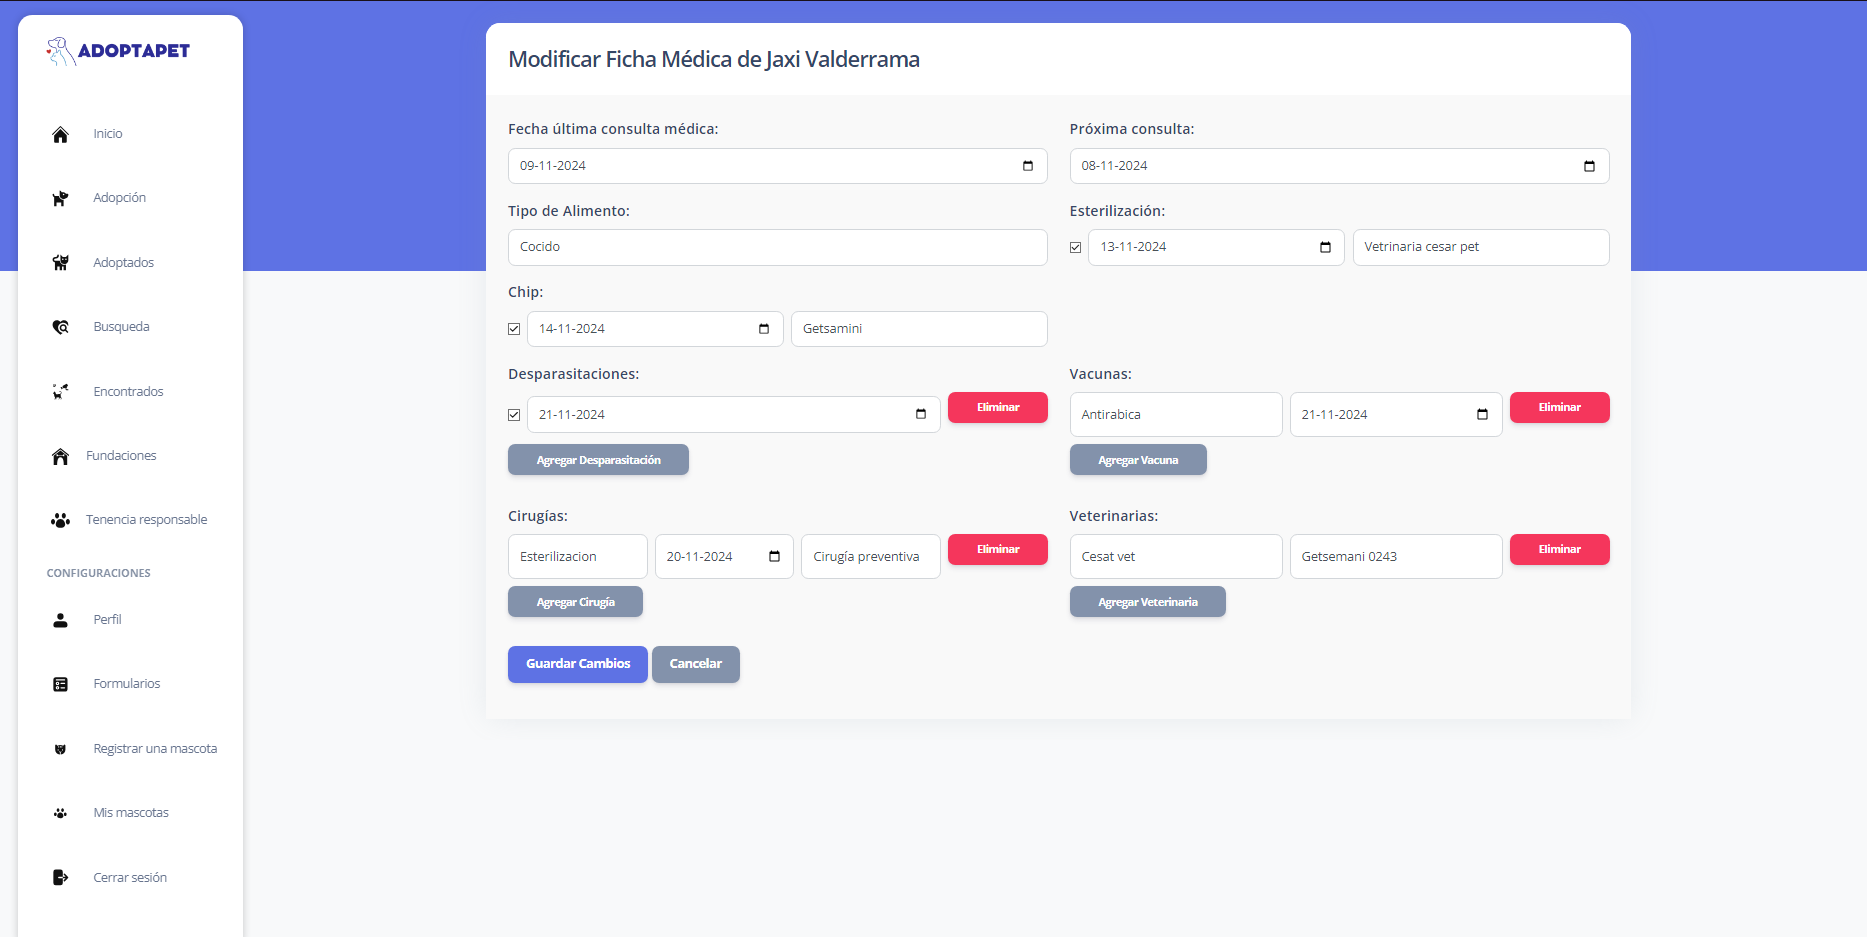 ADOPTAPET
Inicio
Adopción
Adoptados
Busqueda
Encontrados
Fundaciones
Tenencia responsable
CONFIGURACIONES
Perfil
Formularios
Registrar una mascota
Mis mascotas
Cerrar sesión
Modificar Ficha Médica de Jaxi Valderrama
Fecha última consulta médica:
09-11-2024
Próxima consulta:
08-11-2024
Tipo de Alimento:
Cocido
Esterilización:
13-11-2024 Vetrinaria cesar pet
Chip:
14-11-2024 Getsamini
Desparasitaciones:
21-11-2024 Eliminar
Agregar Desparasitación
Vacunas:
Antirabica 21-11-2024 Eliminar
Agregar Vacuna
Cirugías:
Esterilizacion 20-11-2024 Cirugía preventiva Eliminar
Agregar Cirugía
Veterinarias:
Cesat vet Getsemani 0243 Eliminar
Agregar Veterinaria
Guardar Cambios Cancelar